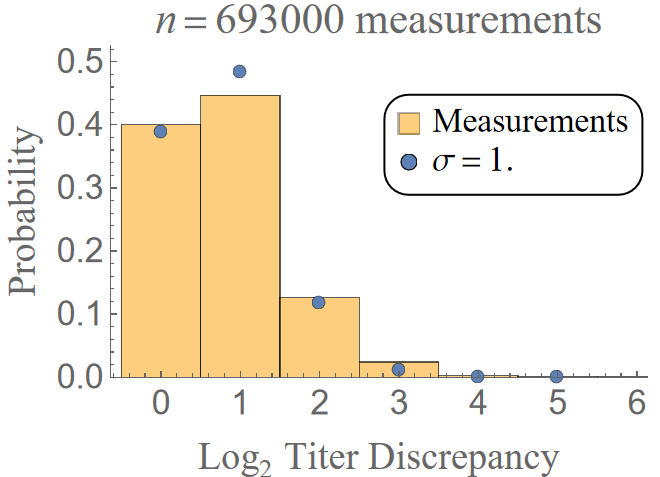 n = 693000 measurements
Probability
0.5
0.4
0.3
0.2
0.1
0.0
Measurements
σ = 1.
0 1 2 3 4 5 6
Log₂ Titer Discrepancy